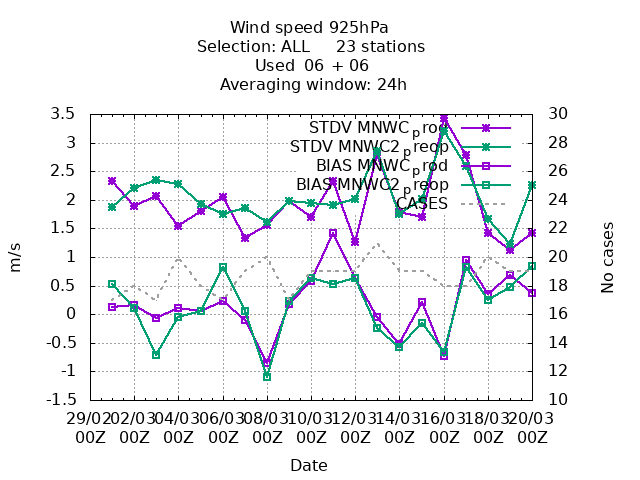 Wind speed 925hPa
Selection: ALL 23 stations
Used 06 + 06
Averaging window: 24h
STDV MNWC_prod
STDV MNWC2_preop
BIAS MNWC_prod
BIAS MNWC2_preop
CASES
3.5
3
2.5
2
1.5
1
0.5
0
-0.5
-1
-1.5
30
28
26
24
22
20
18
16
14
12
10
m/s
No cases
29/02 02/03 04/03 06/03 08/03 10/03 12/03 14/03 16/03 18/03 20/03
00Z 00Z 00Z 00Z 00Z 00Z 00Z 00Z 00Z 00Z 00Z
Date